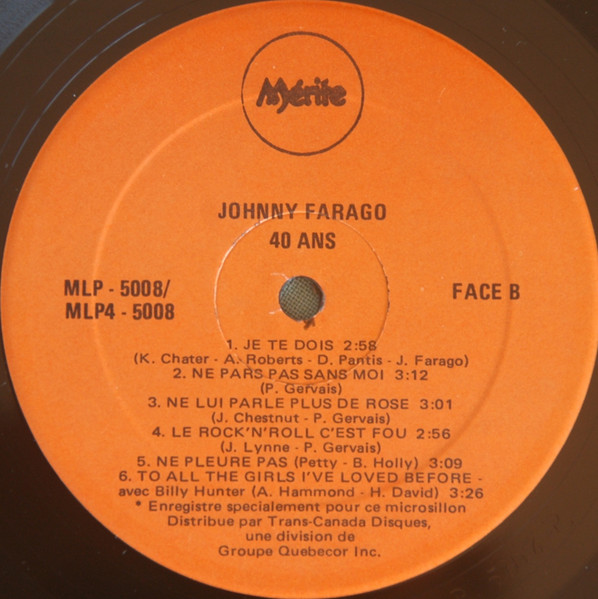 Mérite
JOHNNY FARAGO
40 ANS
MLP - 5008/
MLP4 - 5008
FACE B
1. JE TE DOIS 2:58
(K. Chater - A. Roberts - D. Pantis - J. Farago)
2. NE PARS PAS SANS MOI 3:12
(P. Gervais)
3. NE LUI PARLE PLUS DE ROSE 3:01
(J. Chestnut - P. Gervais)
4. LE ROCK'N'ROLL C'EST FOU 2:56
(J. Lynne - P. Gervais)
5. NE PLEURE PAS (Petty - B. Holly) 3:09
6. TO ALL THE GIRLS I'VE LOVED BEFORE -
avec Billy Hunter (A. Hammond - H. David) 3:26
* Enregistre specialement pour ce microsillon
Distribue par Trans-Canada Disques,
une division de
Groupe Quebecor Inc.